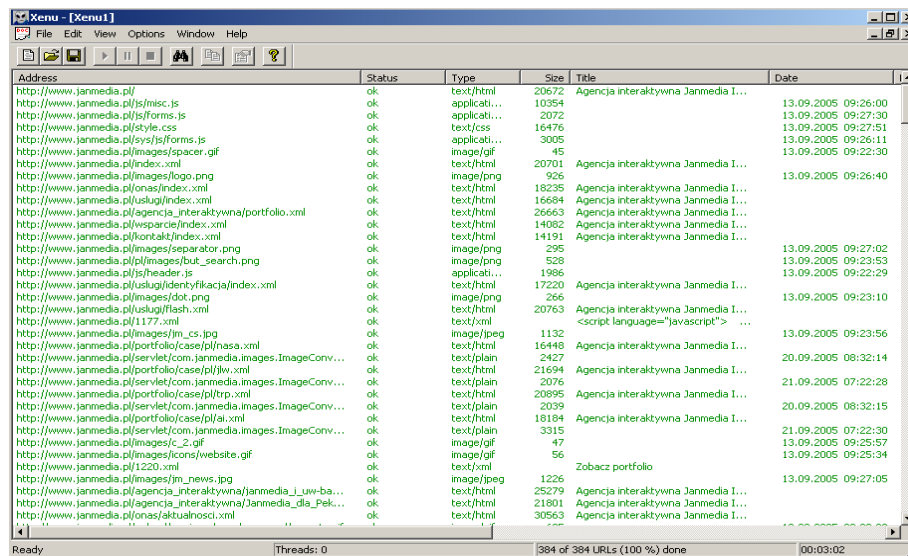 Xenu - [Xenu1]
File Edit View Options Window Help
Address Status Type Size Title Date
http://www.janmedia.pl/ ok text/html 20672 Agencja interaktywna Janmedia I...
http://www.janmedia.pl/js/misc.js ok applicati... 10354 13.09.2005 09:26:00
http://www.janmedia.pl/js/forms.js ok applicati... 2072 13.09.2005 09:27:30
http://www.janmedia.pl/style.css ok text/css 16476 13.09.2005 09:27:51
http://www.janmedia.pl/sys/js/forms.js ok applicati... 3005 13.09.2005 09:26:11
http://www.janmedia.pl/images/spacer.gif ok image/gif 45 13.09.2005 09:22:30
http://www.janmedia.pl/index.xml ok text/html 20701 Agencja interaktywna Janmedia I...
http://www.janmedia.pl/images/logo.png ok image/png 926 13.09.2005 09:26:40
http://www.janmedia.pl/onas/index.xml ok text/html 18235 Agencja interaktywna Janmedia I...
http://www.janmedia.pl/uslugi/index.xml ok text/html 16684 Agencja interaktywna Janmedia I...
http://www.janmedia.pl/agencja_interaktywna/portfolio.xml ok text/html 26663 Agencja interaktywna Janmedia I...
http://www.janmedia.pl/wsparcie/index.xml ok text/html 14082 Agencja interaktywna Janmedia I...
http://www.janmedia.pl/kontakt/index.xml ok text/html 14191 Agencja interaktywna Janmedia I...
http://www.janmedia.pl/images/separator.png ok image/png 295 13.09.2005 09:27:02
http://www.janmedia.pl/pl/images/but_search.png ok image/png 528 13.09.2005 09:23:53
http://www.janmedia.pl/js/header.js ok applicati... 1986 13.09.2005 09:22:29
http://www.janmedia.pl/uslugi/identyfikacja/index.xml ok text/html 17220 Agencja interaktywna Janmedia I...
http://www.janmedia.pl/images/dot.png ok image/png 266 13.09.2005 09:23:10
http://www.janmedia.pl/uslugi/flash.xml ok text/html 20763 Agencja interaktywna Janmedia I...
http://www.janmedia.pl/1177.xml ok text/xml <script language="javascript"> ...
http://www.janmedia.pl/images/jm_cs.jpg ok image/jpeg 1132 13.09.2005 09:23:56
http://www.janmedia.pl/portfolio/case/pl/nasa.xml ok text/html 16448 Agencja interaktywna Janmedia I...
http://www.janmedia.pl/servlet/com.janmedia.images.ImageConv... ok text/plain 2427 20.09.2005 08:32:14
http://www.janmedia.pl/portfolio/case/pl/jlw.xml ok text/html 21694 Agencja interaktywna Janmedia I...
http://www.janmedia.pl/servlet/com.janmedia.images.ImageConv... ok text/plain 2076 21.09.2005 07:22:28
http://www.janmedia.pl/portfolio/case/pl/trp.xml ok text/html 20895 Agencja interaktywna Janmedia I...
http://www.janmedia.pl/servlet/com.janmedia.images.ImageConv... ok text/plain 2039 20.09.2005 08:32:15
http://www.janmedia.pl/portfolio/case/pl/ai.xml ok text/html 18184 Agencja interaktywna Janmedia I...
http://www.janmedia.pl/servlet/com.janmedia.images.ImageConv... ok text/plain 3315 21.09.2005 07:22:30
http://www.janmedia.pl/images/c_2.gif ok image/gif 47 13.09.2005 09:25:57
http://www.janmedia.pl/images/icons/website.gif ok image/gif 56 13.09.2005 09:25:34
http://www.janmedia.pl/1220.xml ok text/xml Zobacz portfolio
http://www.janmedia.pl/images/jm_news.jpg ok image/jpeg 1226 13.09.2005 09:27:05
http://www.janmedia.pl/agencja_interaktywna/janmedia_i_uw-ba... ok text/html 25279 Agencja interaktywna Janmedia I...
http://www.janmedia.pl/agencja_interaktywna/Janmedia_dla_Pek... ok text/html 21801 Agencja interaktywna Janmedia I...
http://www.janmedia.pl/onas/aktualnosci.xml ok text/html 30563 Agencja interaktywna Janmedia I...
Ready Threads: 0 384 of 384 URLs (100 %) done 00:03:02